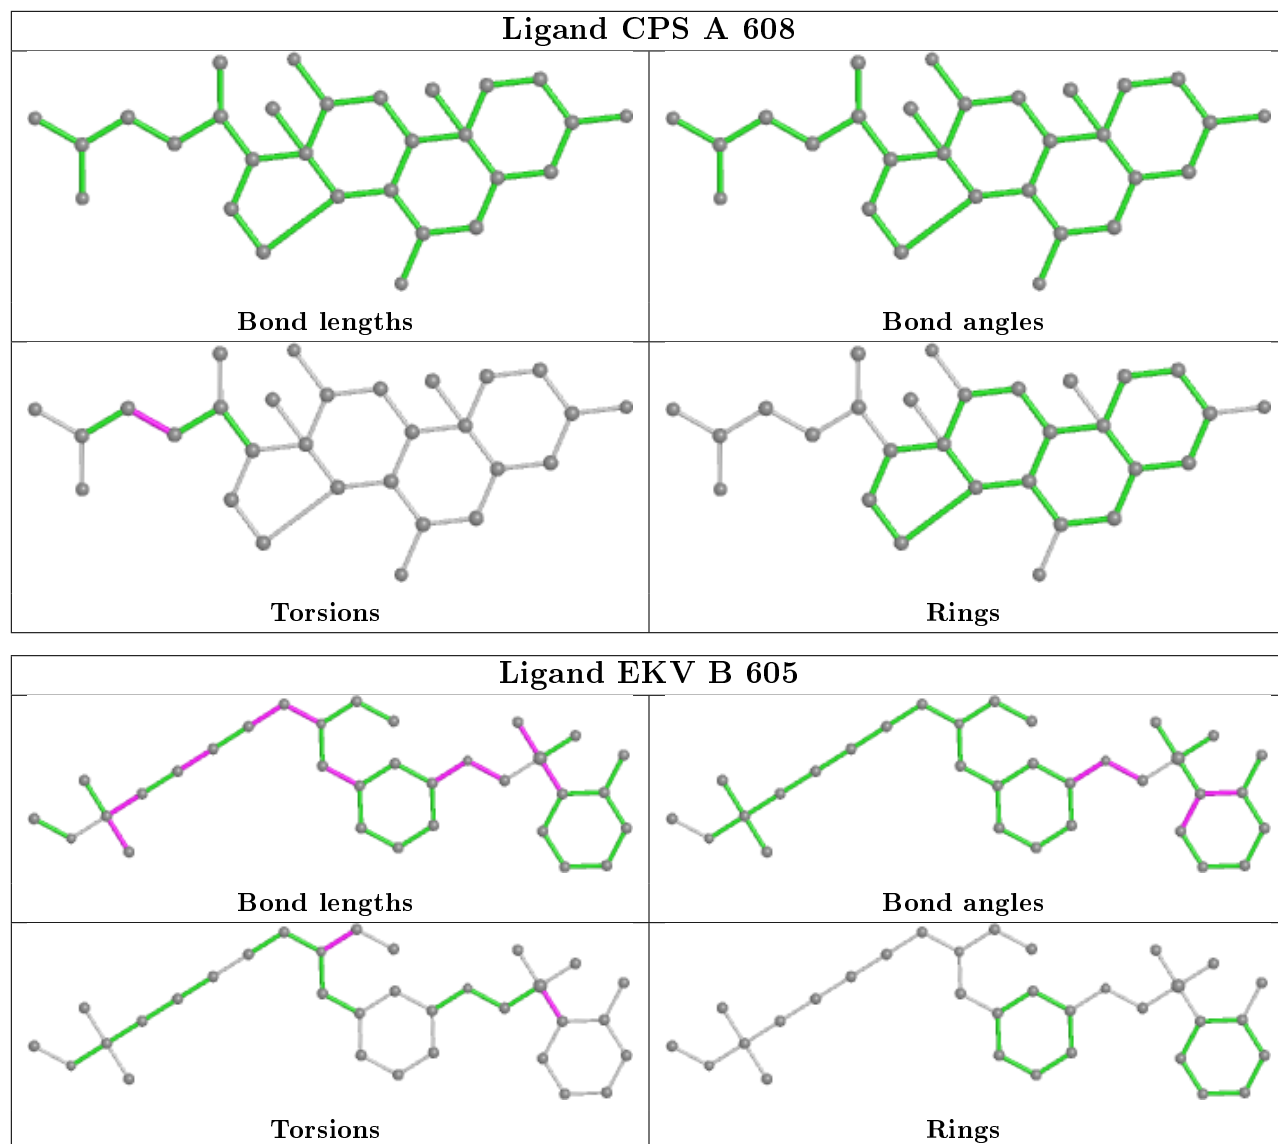 Ligand CPS A 608
Bond lengths
Bond angles
Torsions
Rings
Ligand EKV B 605
Bond lengths
Bond angles
Torsions
Rings